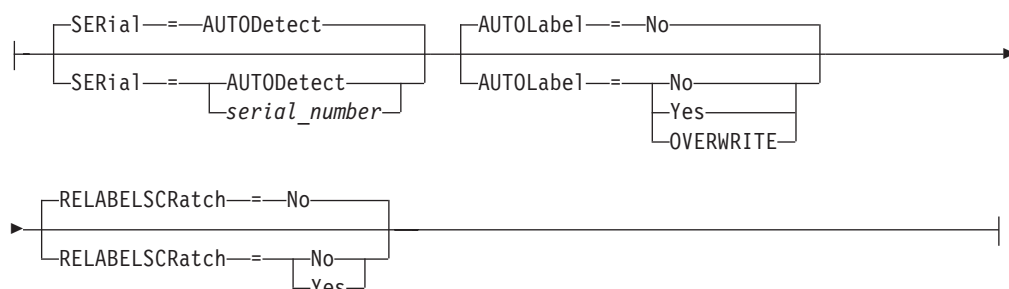 SERial = AUTODetect AUTOLabel = No
SERial = AUTODetect AUTOLabel = No
serial_number Yes
OVERWRITE
RELABELSCRatch = No
RELABELSCRatch = No
Yes